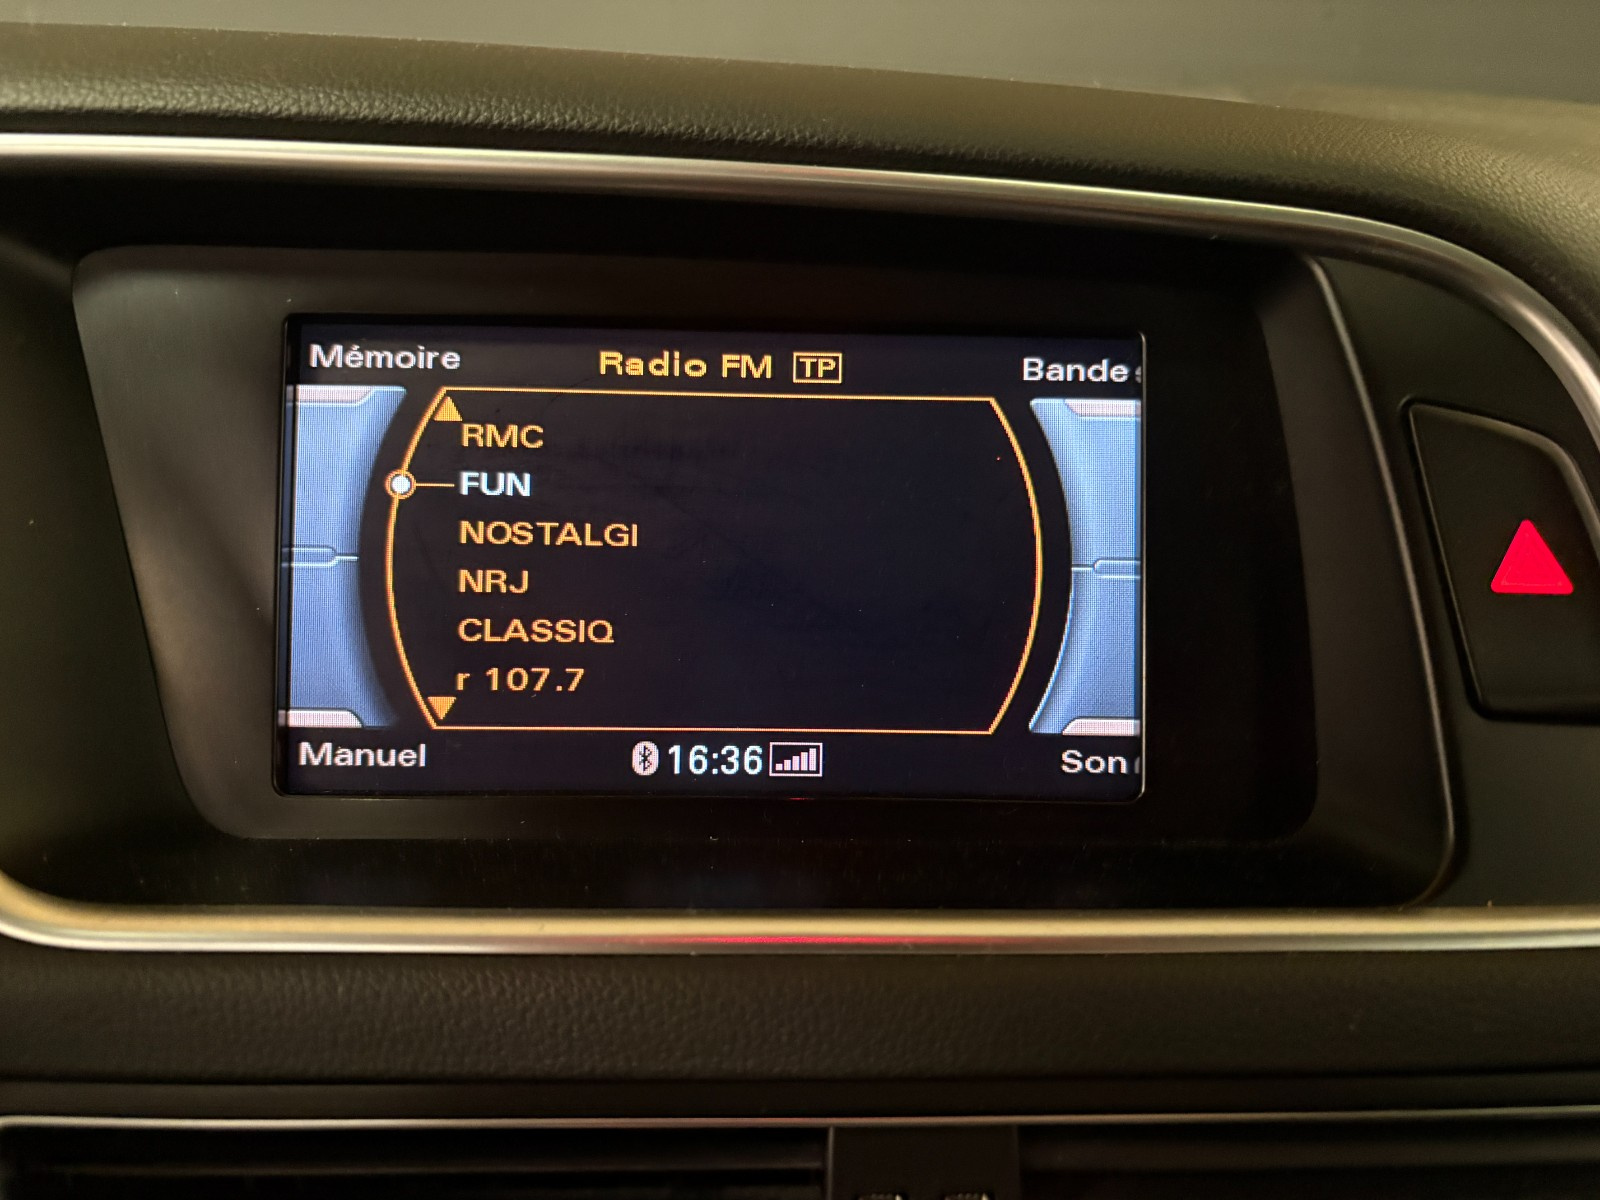 Mémoire
Radio FM TP
Bande
RMC
FUN
NOSTALGI
NRJ
CLASSIQ
r 107.7
Manuel
16:36
Son